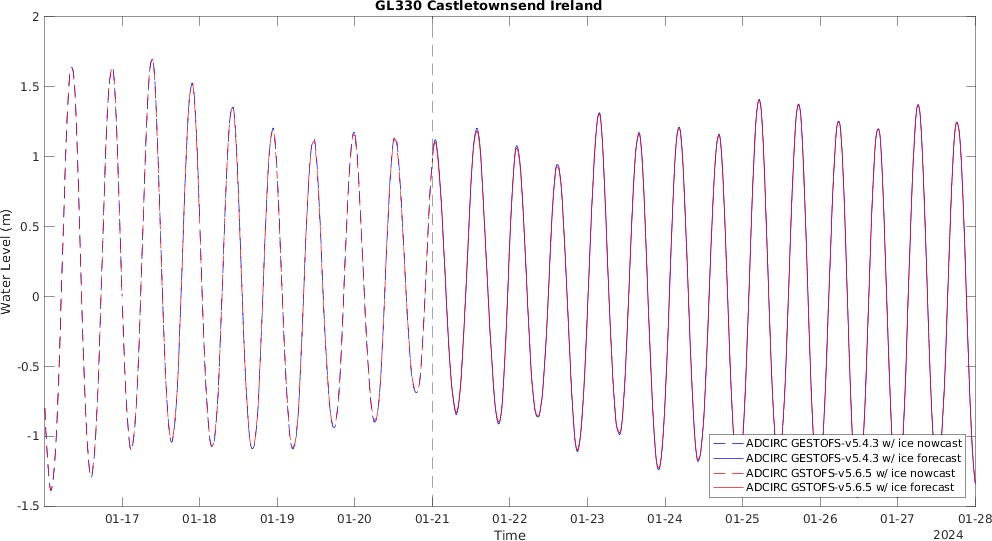 GL330 Castletownsend Ireland
2
1.5
1
0.5
0
-0.5
-1
-1.5
Water Level (m)
ADCIRC GESTOFS-v5.4.3 w/ ice nowcast
ADCIRC GESTOFS-v5.4.3 w/ ice forecast
ADCIRC GSTOFS-v5.6.5 w/ ice nowcast
ADCIRC GSTOFS-v5.6.5 w/ ice forecast
01-17 01-18 01-19 01-20 01-21 01-22 01-23 01-24 01-25 01-26 01-27 01-28
Time
2024